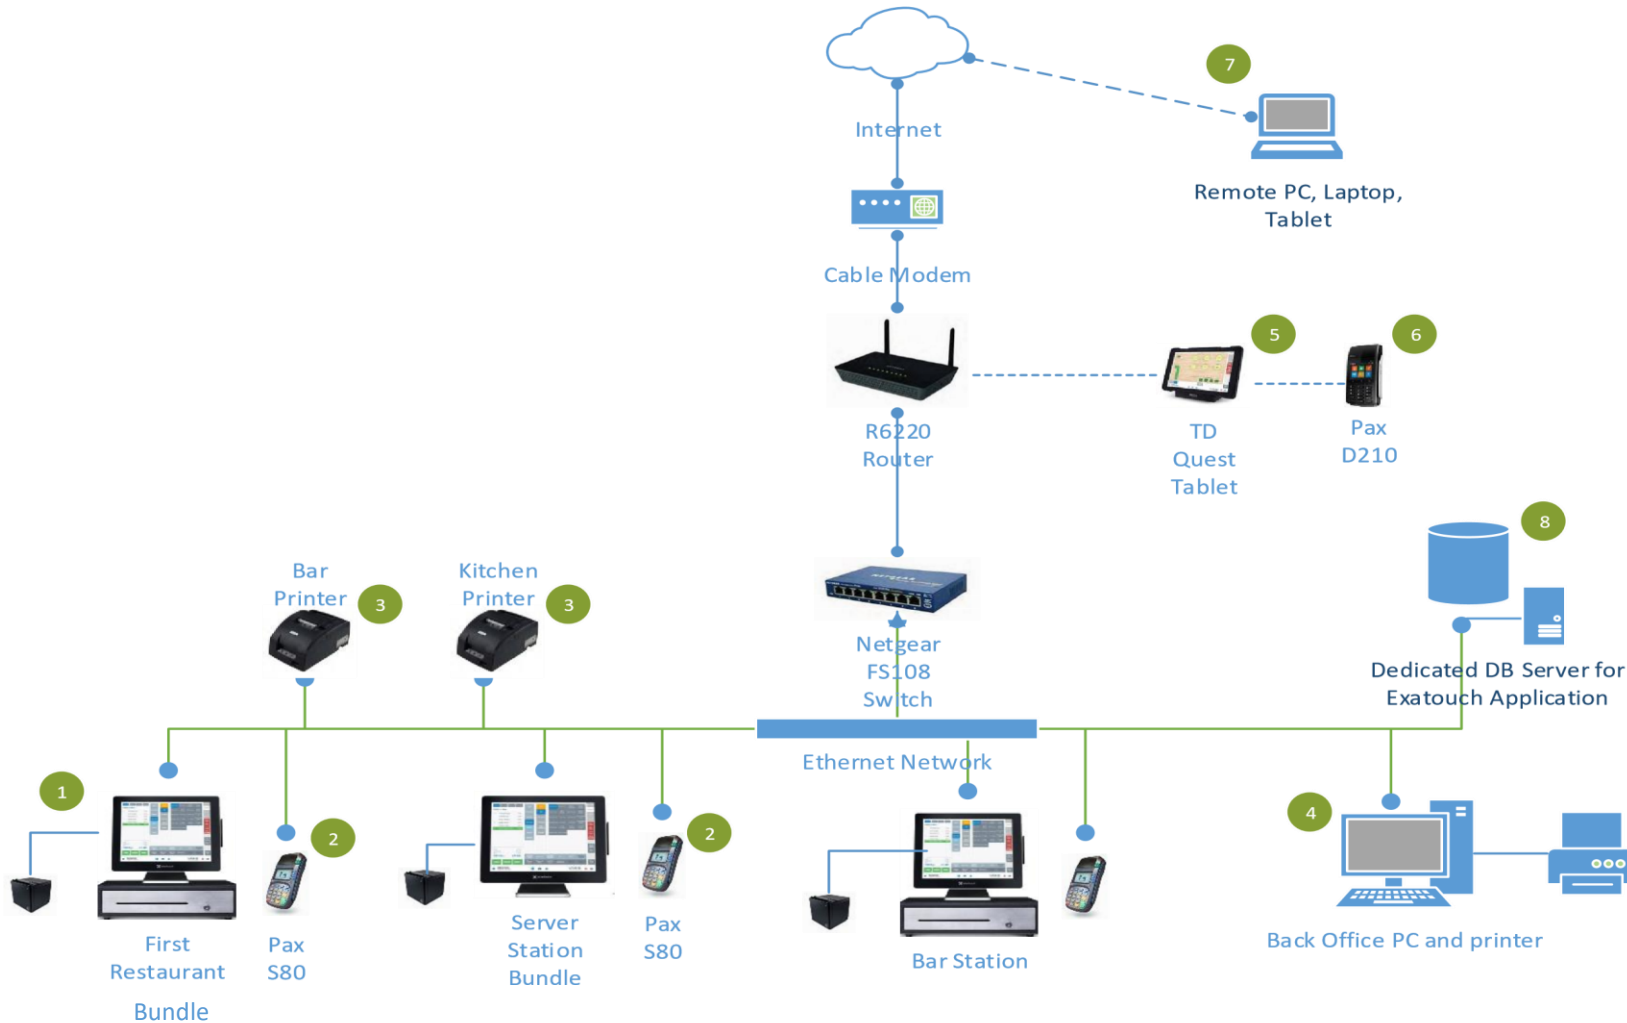 7
Internet
Remote PC, Laptop,
Tablet
Cable Modem
5
6
R6220
Router
TD
Quest
Tablet
Pax
D210
8
Bar
Printer
3
Kitchen
Printer
3
NETGEAR
Netgear
FS108
Switch
Dedicated DB Server for
Exatouch Application
Ethernet Network
1
2
2
4
First
Restaurant
Bundle
Pax
S80
Server
Station
Bundle
Pax
S80
Bar Station
Back Office PC and printer